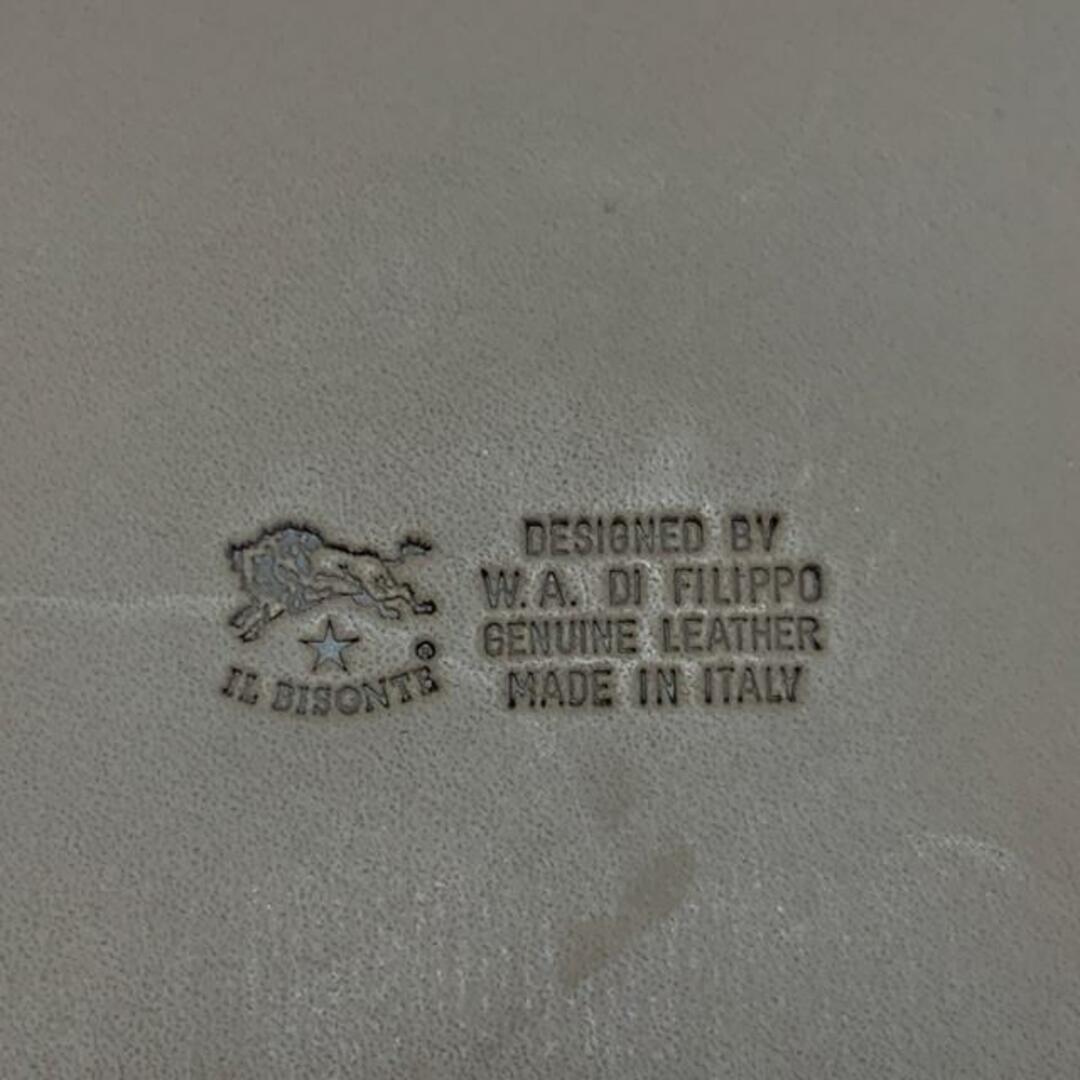 IL BISONTE
©
DESIGNED BY
W.A. DI FILIPPO
GENUINE LEATHER
MADE IN ITALY